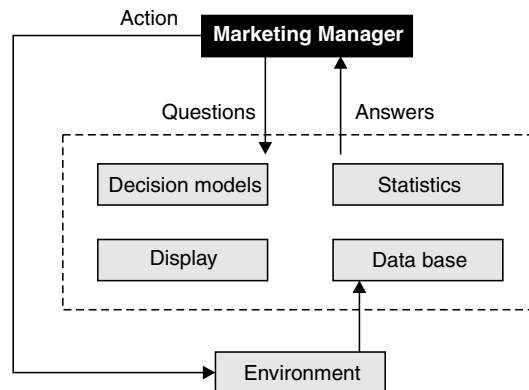 Action
Marketing Manager
Questions
Answers
Decision models
Statistics
Display
Data base
Environment